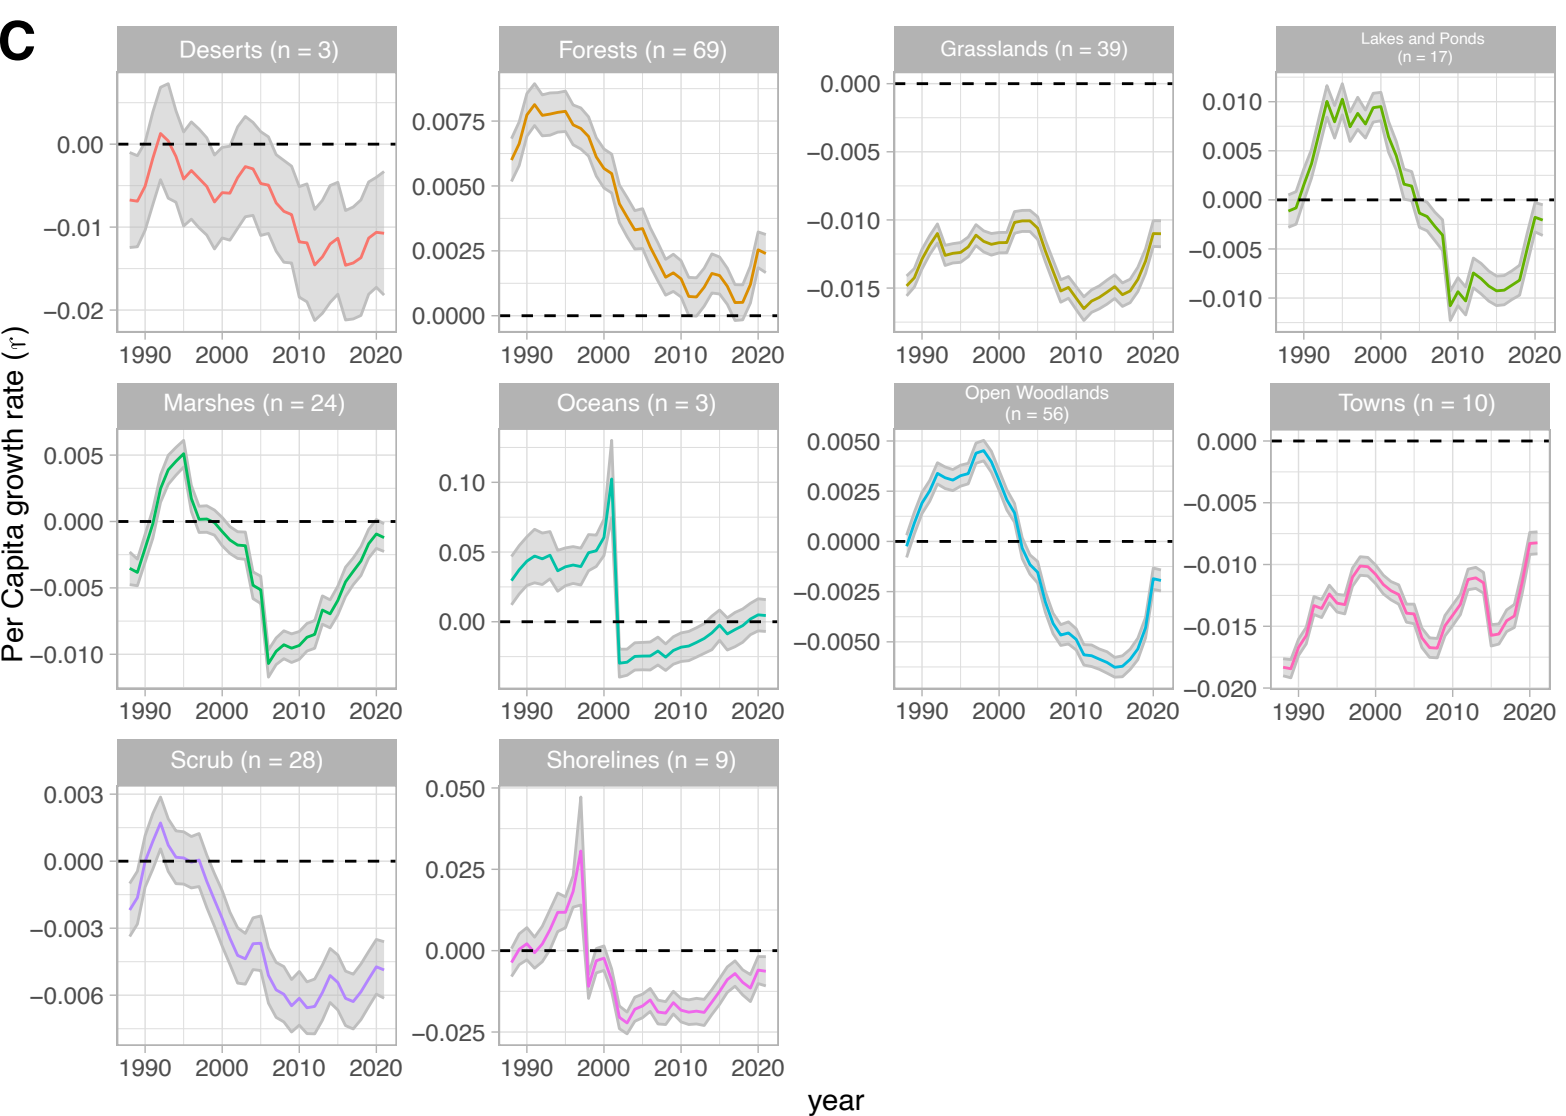 C
Deserts (n = 3)
Forests (n = 69)
Grasslands (n = 39)
Lakes and Ponds
(n = 17)
0.00
−0.01
−0.02
1990 2000 2010 2020
0.0075
0.0050
0.0025
0.0000
1990 2000 2010 2020
0.000
−0.005
−0.010
−0.015
1990 2000 2010 2020
0.010
0.005
0.000
−0.005
−0.010
1990 2000 2010 2020
Per Capita growth rate (r)
Marshes (n = 24)
Oceans (n = 3)
Open Woodlands
(n = 56)
Towns (n = 10)
0.005
0.000
−0.005
−0.010
1990 2000 2010 2020
0.10
0.05
0.00
1990 2000 2010 2020
0.0050
0.0025
0.0000
−0.0025
−0.0050
1990 2000 2010 2020
0.000
−0.005
−0.010
−0.015
−0.020
1990 2000 2010 2020
Scrub (n = 28)
Shorelines (n = 9)
0.003
0.000
−0.003
−0.006
1990 2000 2010 2020
0.050
0.025
0.000
−0.025
1990 2000 2010 2020
year